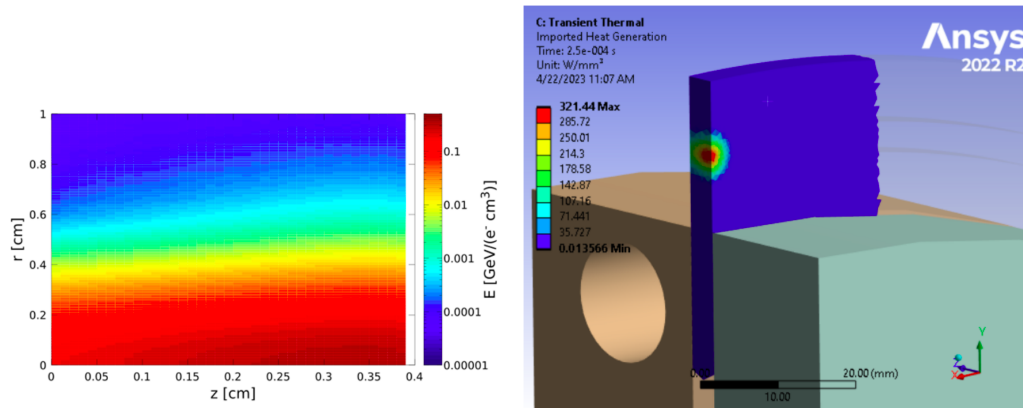 1
0.8
0.6
0.4
0.2
0
0
0.05
0.1
0.15
0.2
0.25
0.3
0.35
0.4
r [cm]
z [cm]
0.1
0.01
0.001
0.0001
0.00001
E [GeV/(e⁻ cm³)]
C: Transient Thermal
Imported Heat Generation
Time: 2.5e-004 s
Unit: W/mm³
4/22/2023 11:07 AM
321.44 Max
285.72
250.01
214.3
178.58
142.87
107.16
71.441
35.727
0.013566 Min
Ansys
2022 R2
0.00
20.00 (mm)
10.00
Y
Z
X